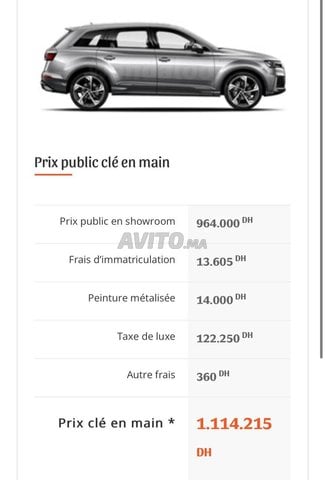 Prix public clé en main
Prix public en showroom 964.000 DH
AVITO.MA
Frais d’immatriculation 13.605 DH
Peinture métalisée 14.000 DH
Taxe de luxe 122.250 DH
Autre frais 360 DH
Prix clé en main * 1.114.215
DH